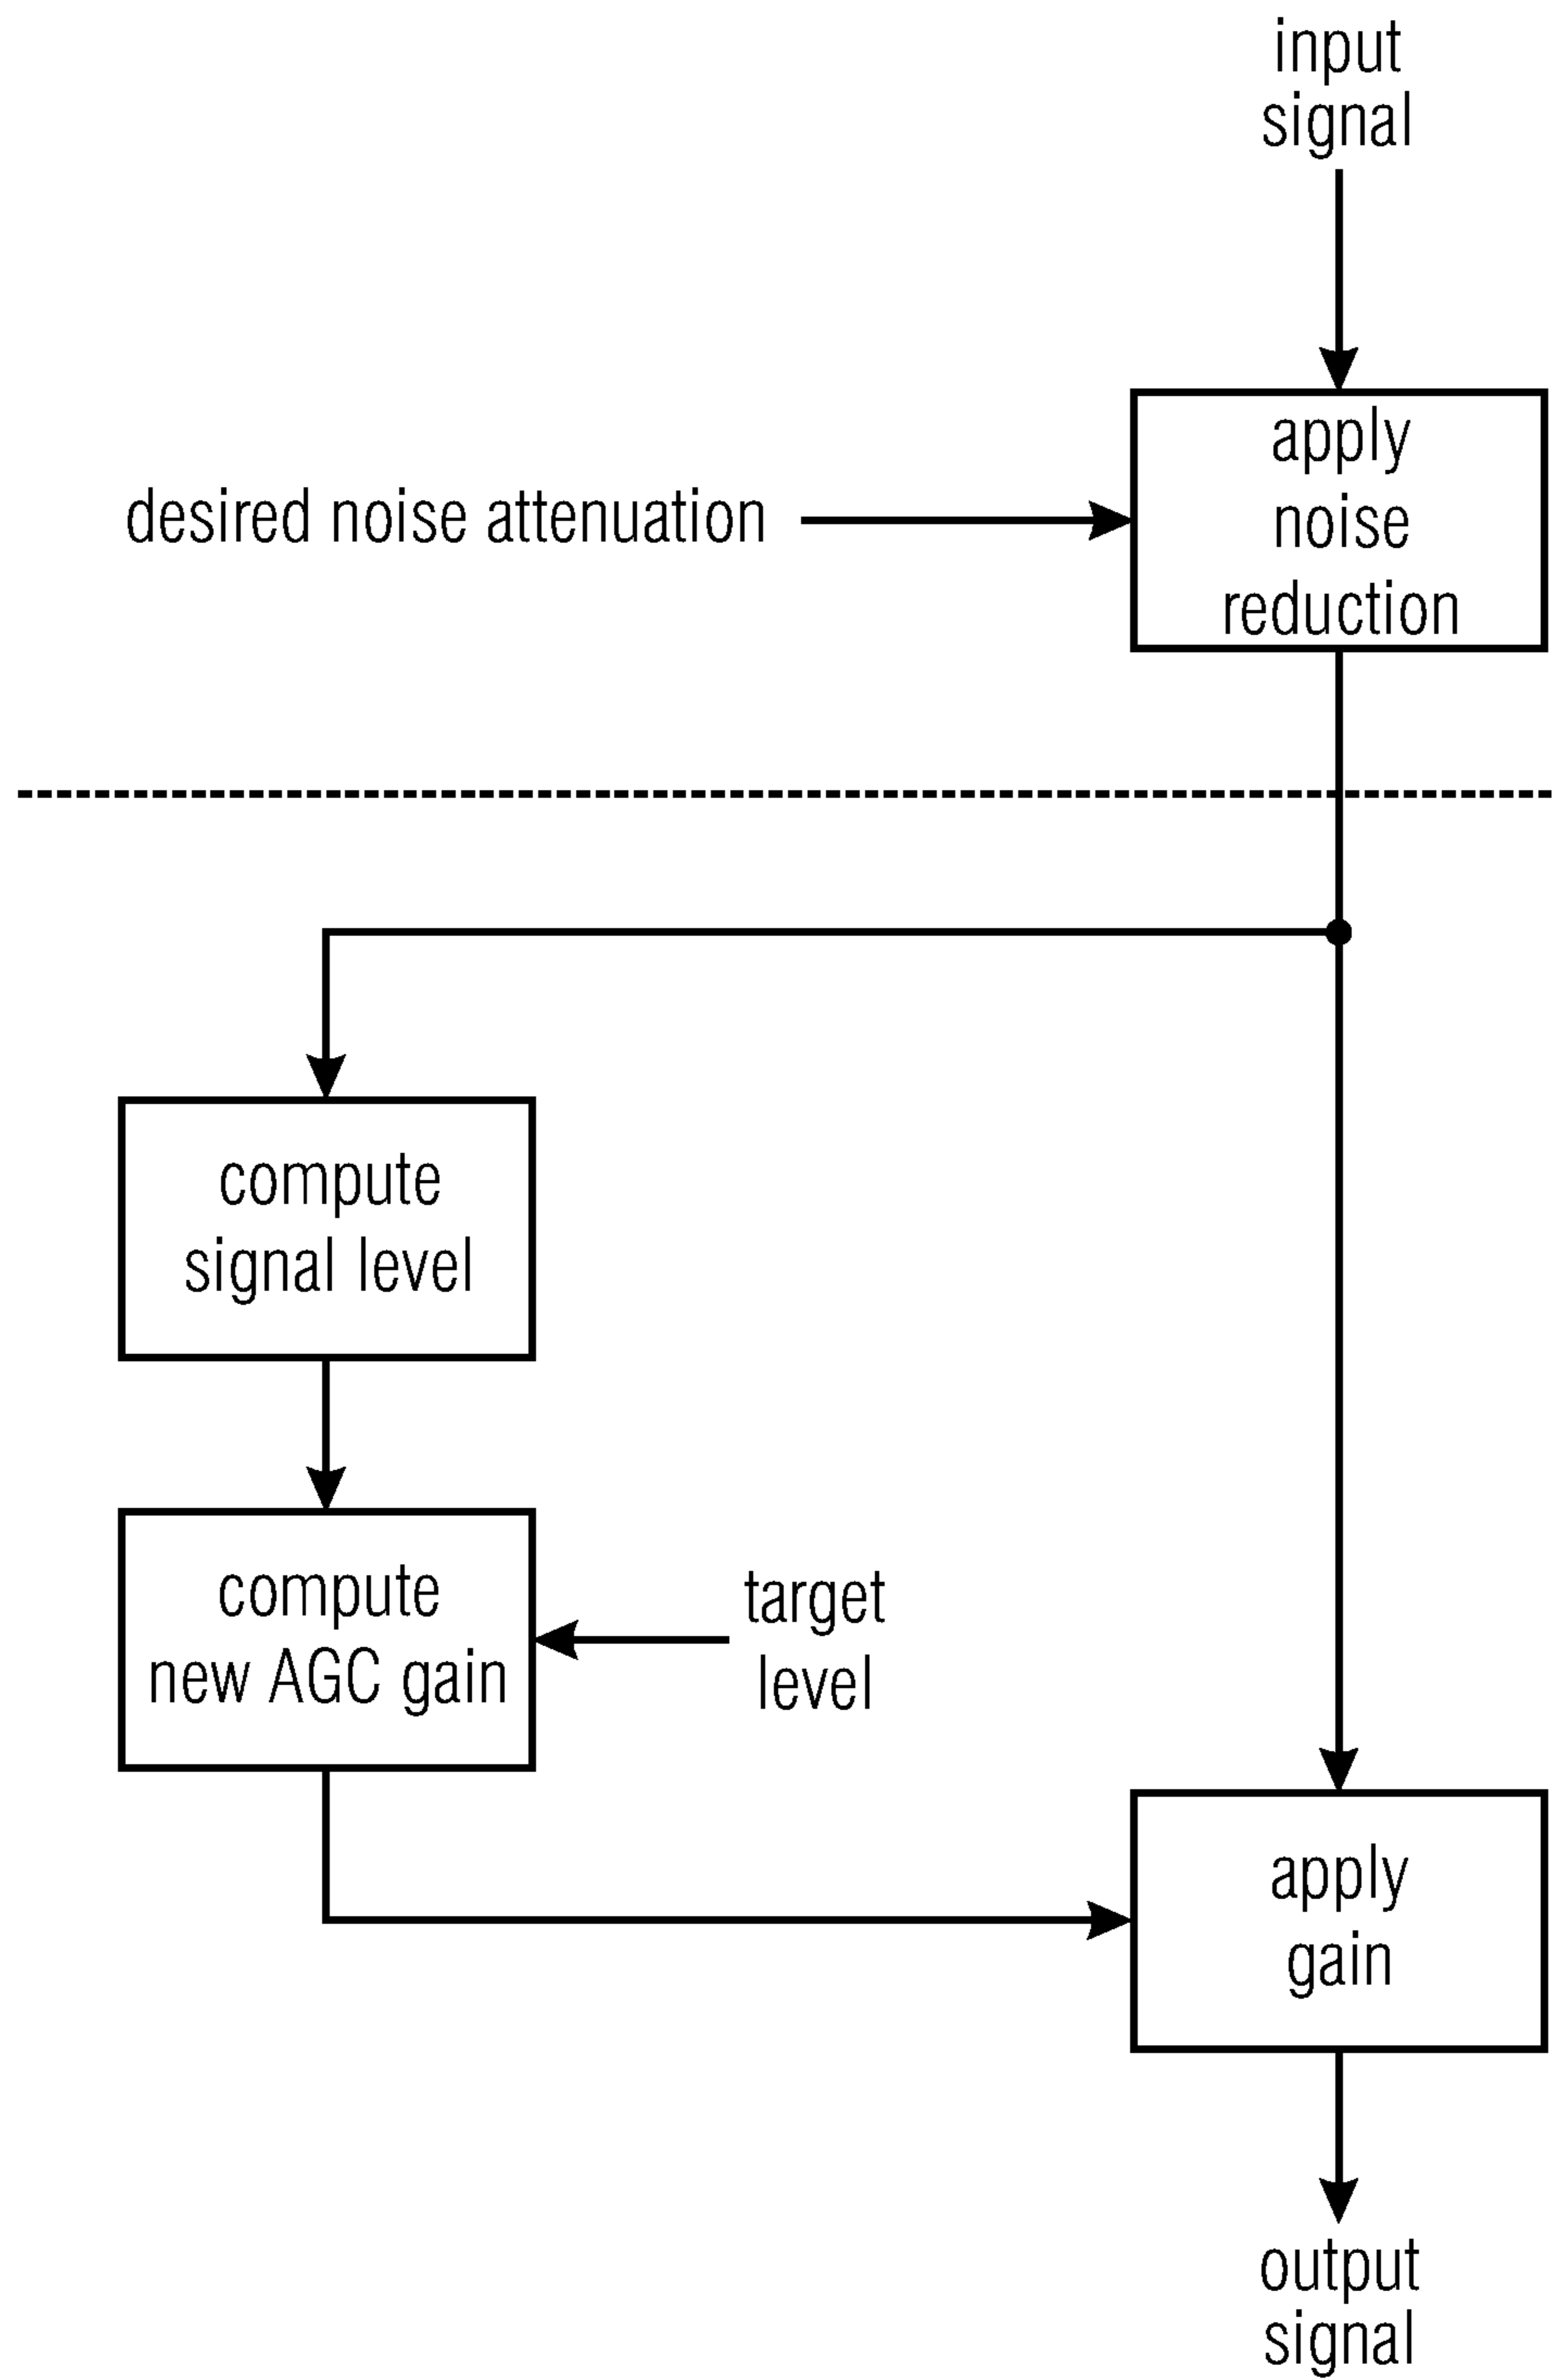 input
signal
apply
noise
reduction
desired noise attenuation
compute
signal level
compute
new AGC gain
target
level
apply
gain
output
signal